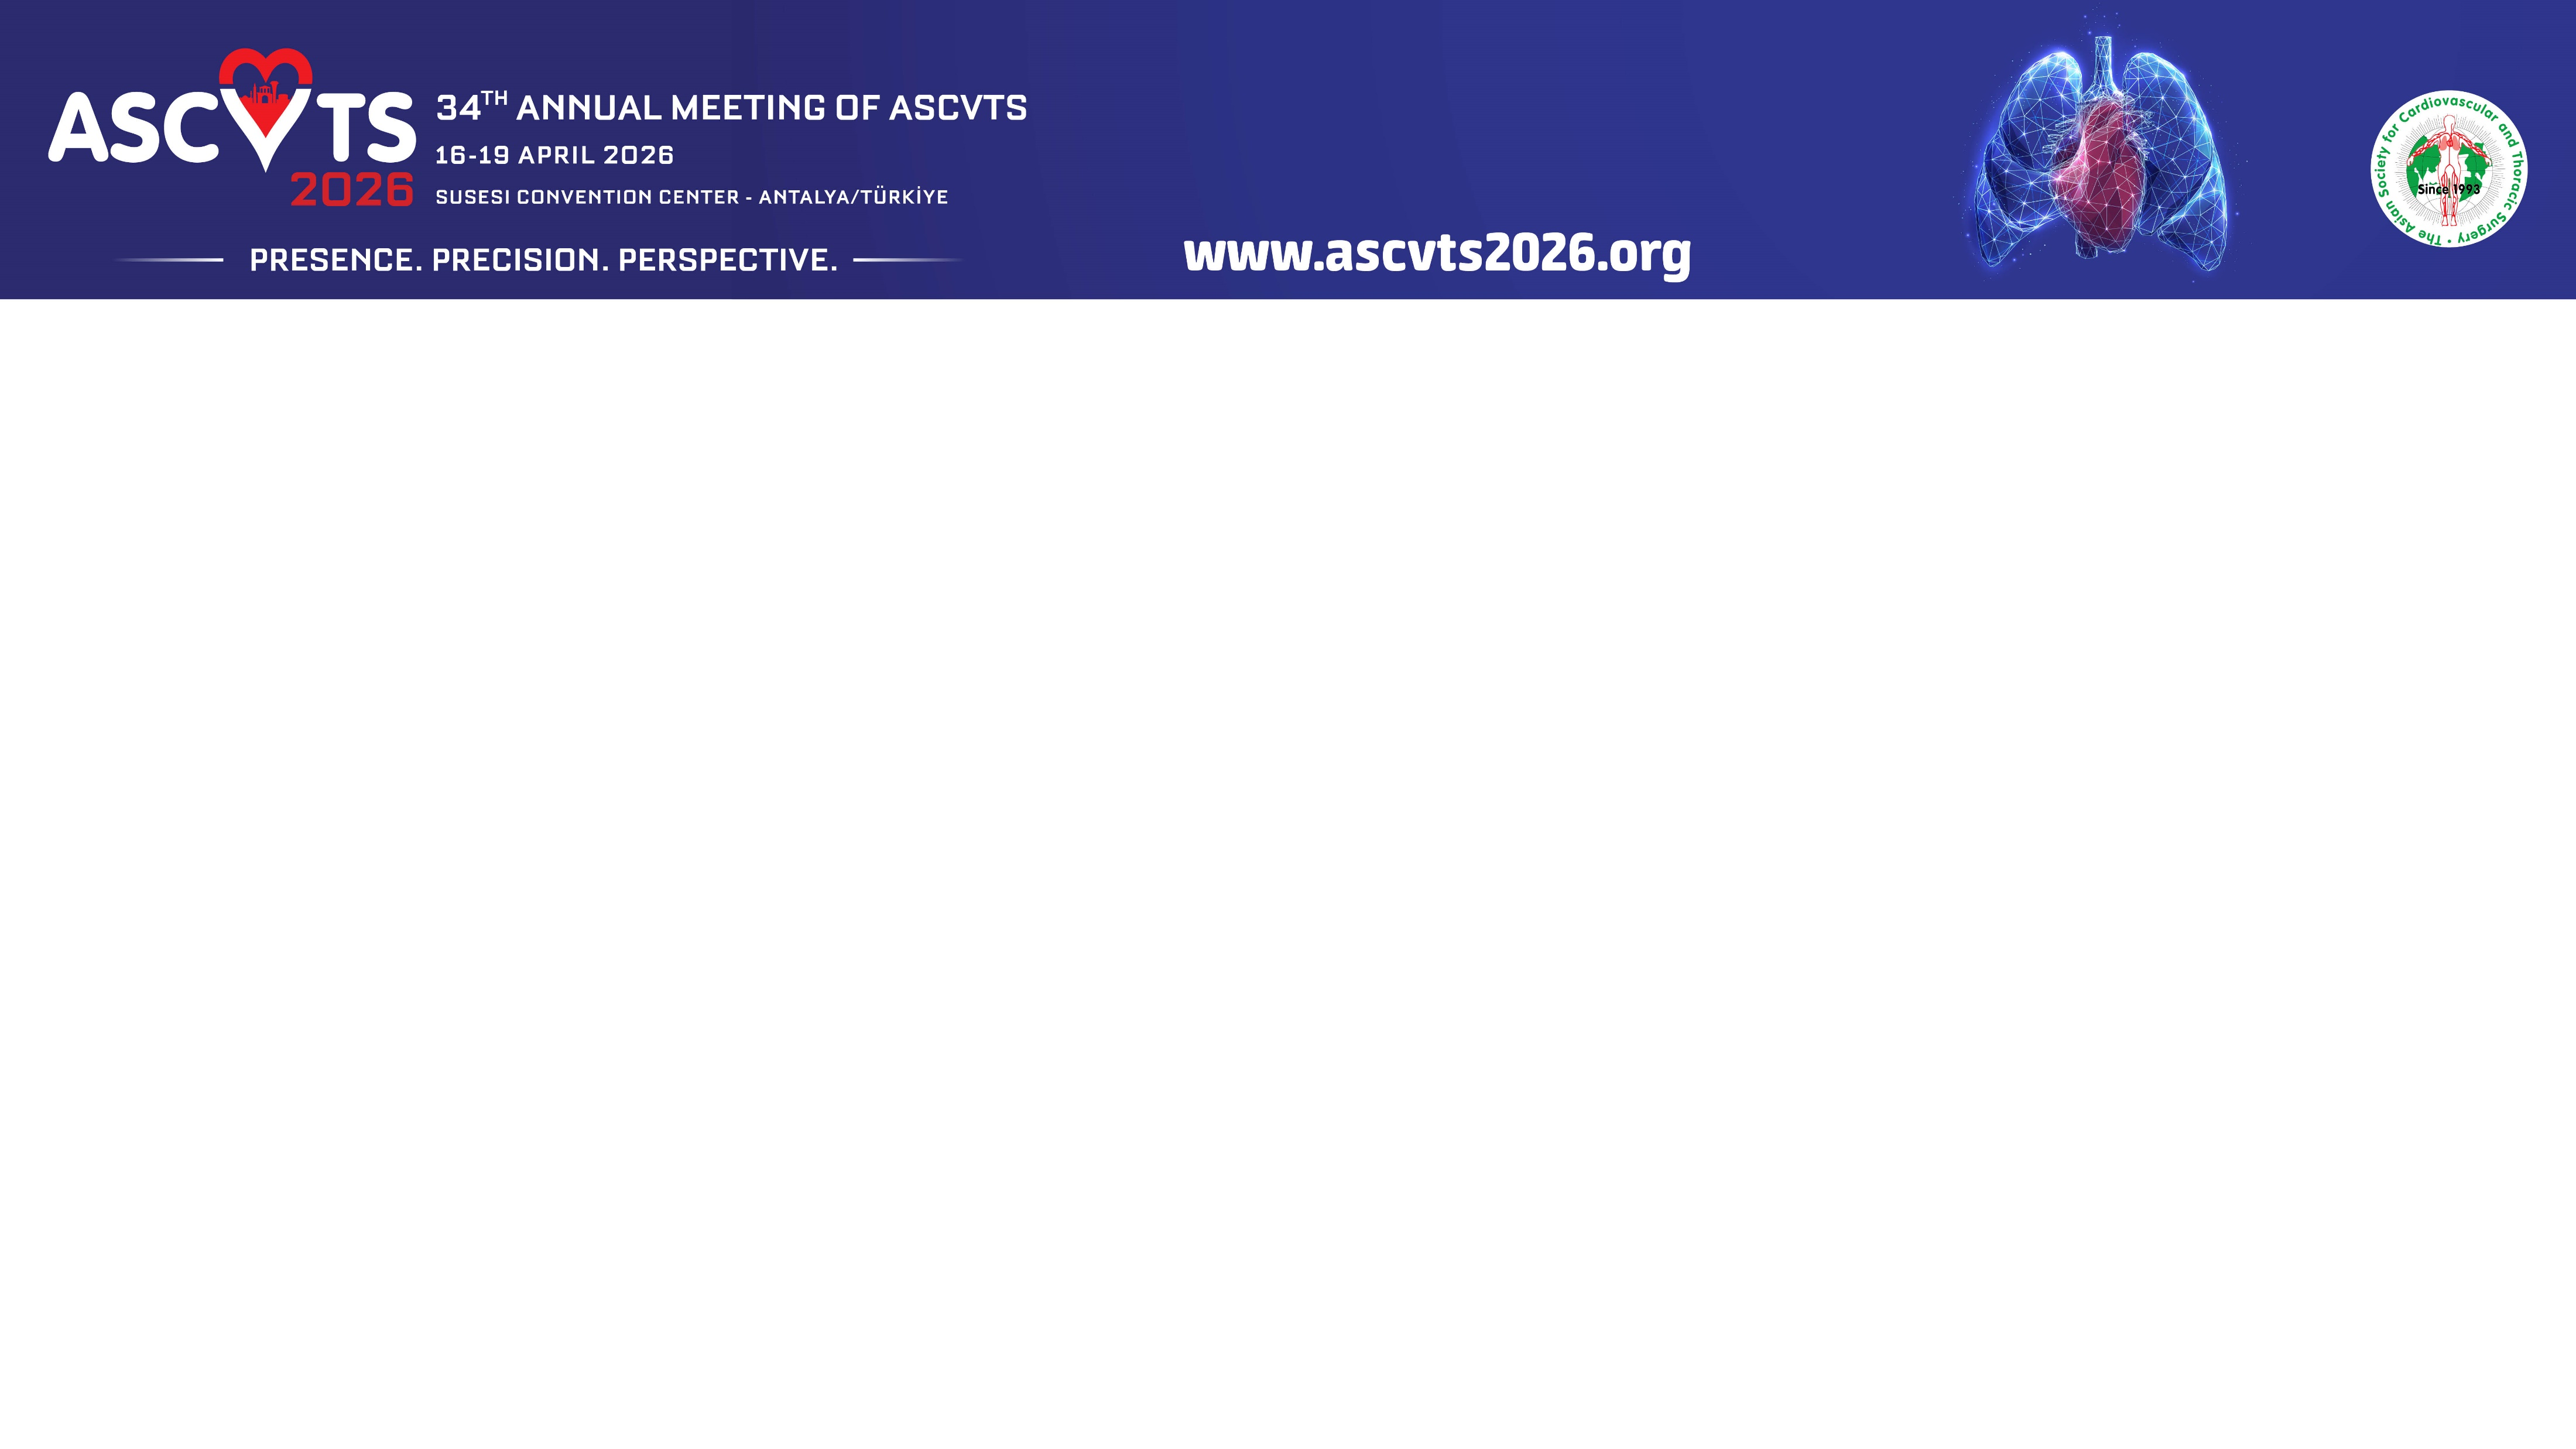 ASCVTS
2026
34TH ANNUAL MEETING OF ASCVTS
16-19 APRIL 2026
SUSESI CONVENTION CENTER - ANTALYA/TÜRKİYE
PRESENCE. PRECISION. PERSPECTIVE.
www.ascvts2026.org
The Asian Society for Cardiovascular and Thoracic Surgery •
Since 1993